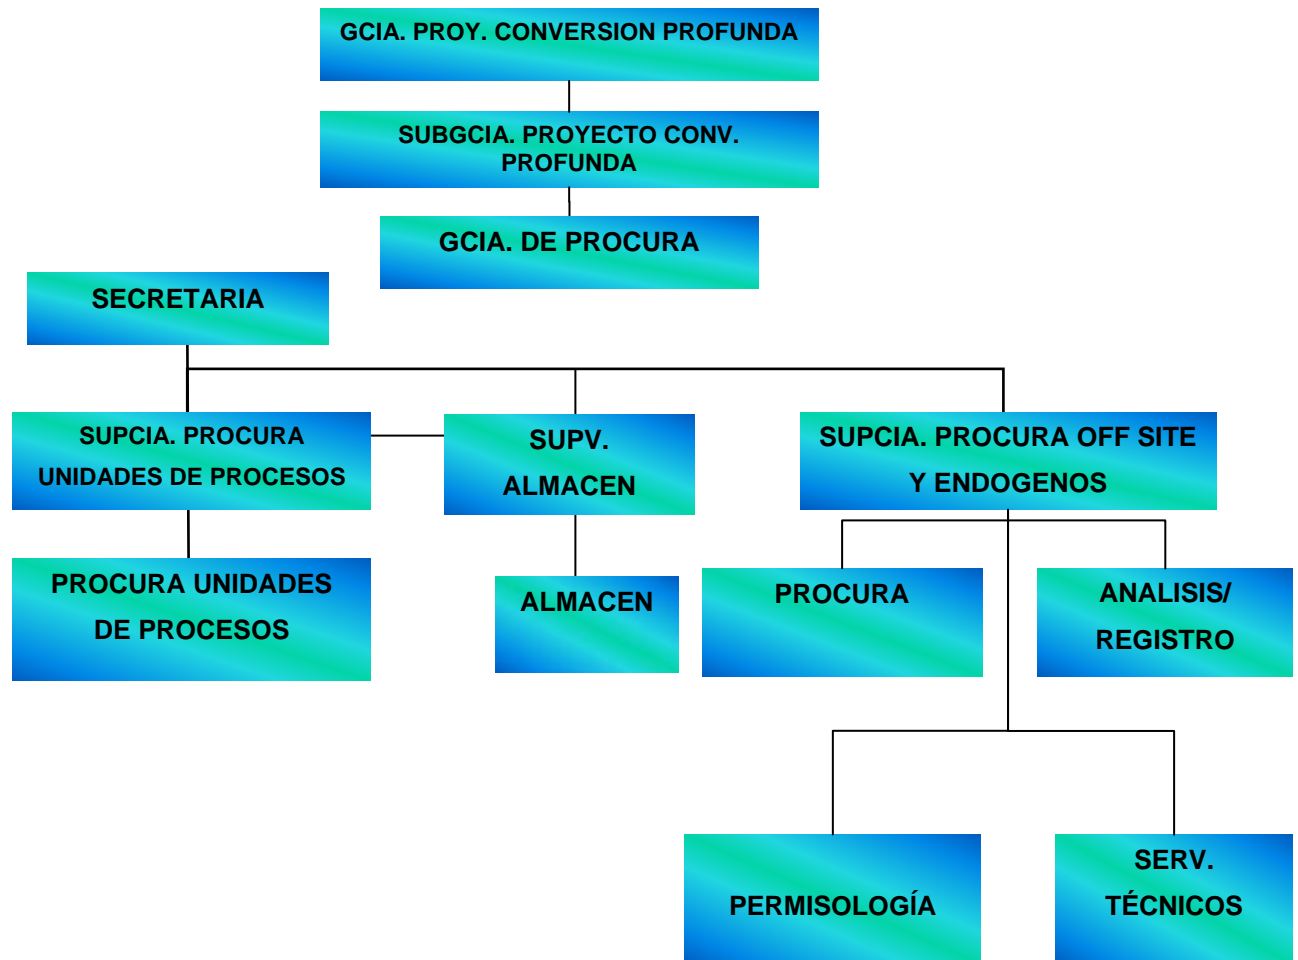 GCIA. PROY. CONVERSION PROFUNDA
SUBGCIA. PROYECTO CONV.
PROFUNDA
GCIA. DE PROCURA
SECRETARIA
SUPCIA. PROCURA
UNIDADES DE PROCESOS
SUPV.
ALMACEN
SUPCIA. PROCURA OFF SITE
Y ENDOGENOS
PROCURA UNIDADES
DE PROCESOS
ALMACEN
PROCURA
ANALISIS/
REGISTRO
PERMISOLOGÍA
SERV.
TÉCNICOS